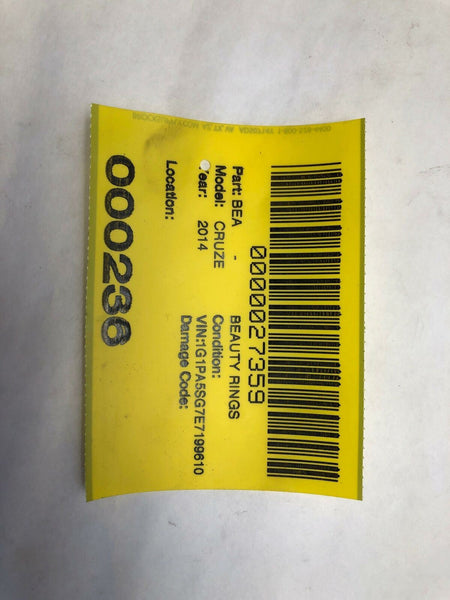 0000027359
Part: BEA - BEAUTY RINGS
Model: CRUZE Condition:
Year: 2014 VIN:1G1PA5SG7E7199610
Damage Code:
Location:
000236